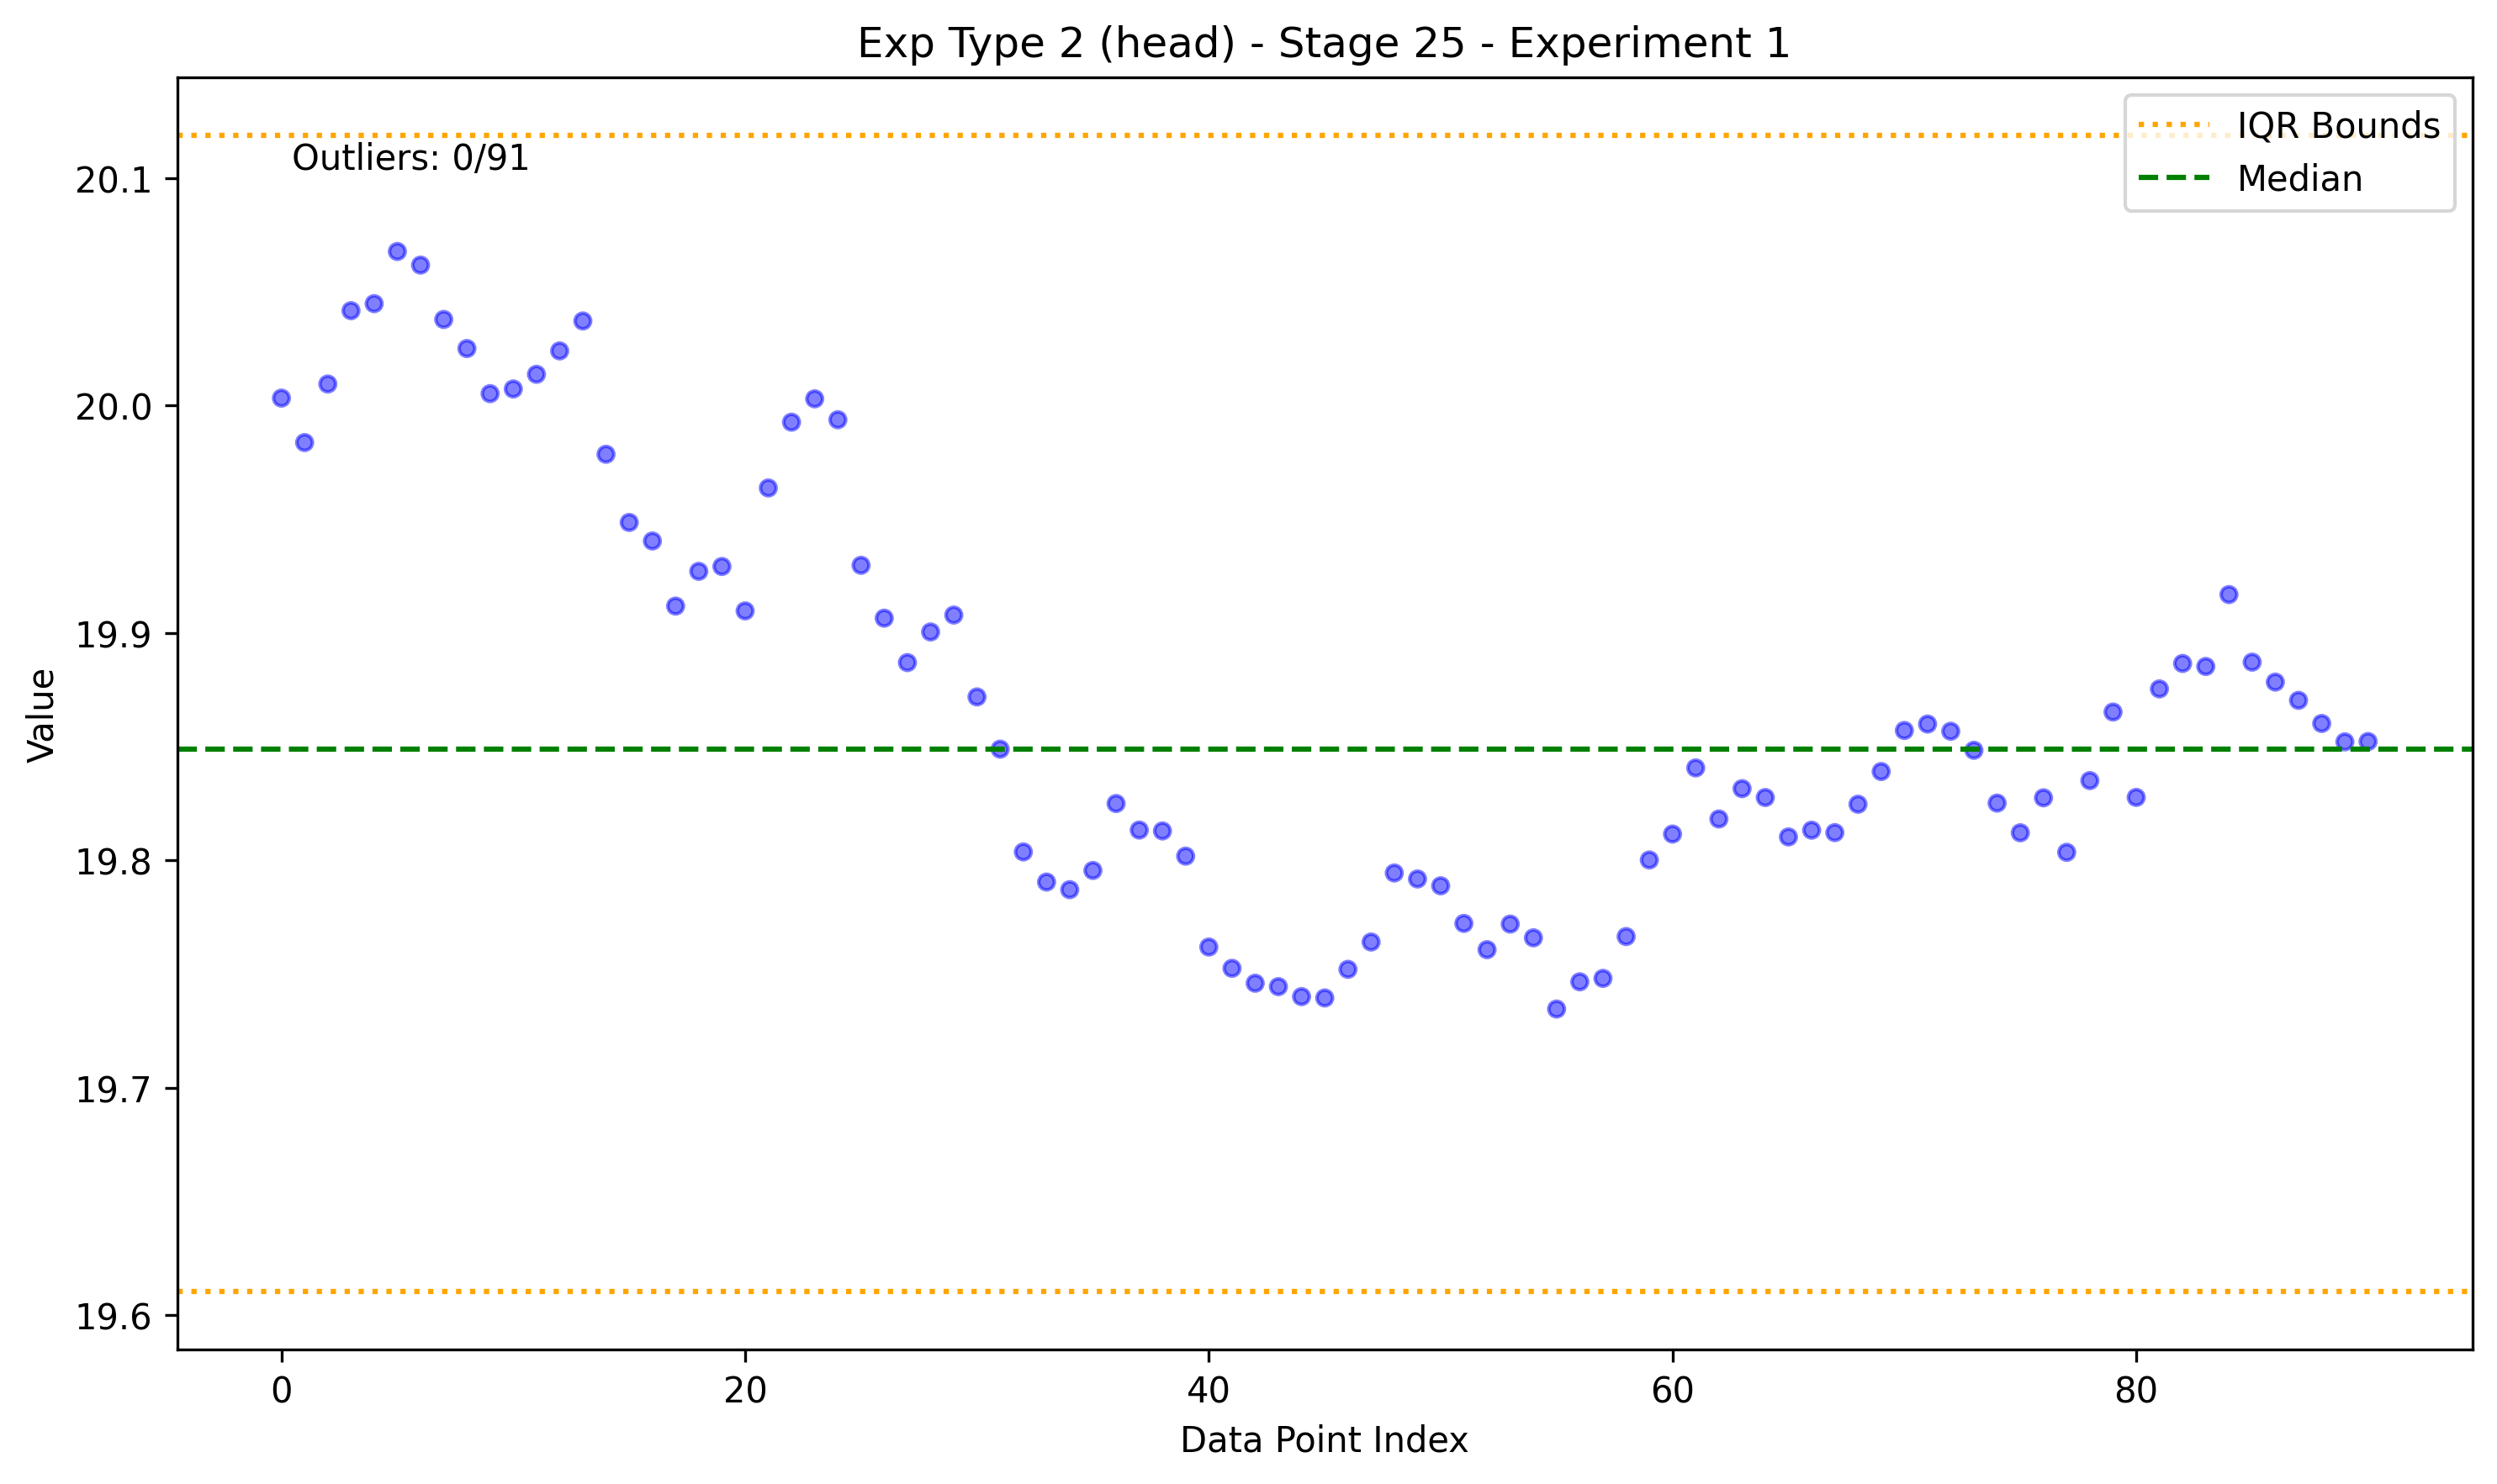 Exp Type 2 (head) - Stage 25 - Experiment 1
IQR Bounds
Median
Outliers: 0/91
Value
20.1
20.0
19.9
19.8
19.7
19.6
0
20
40
60
80
Data Point Index